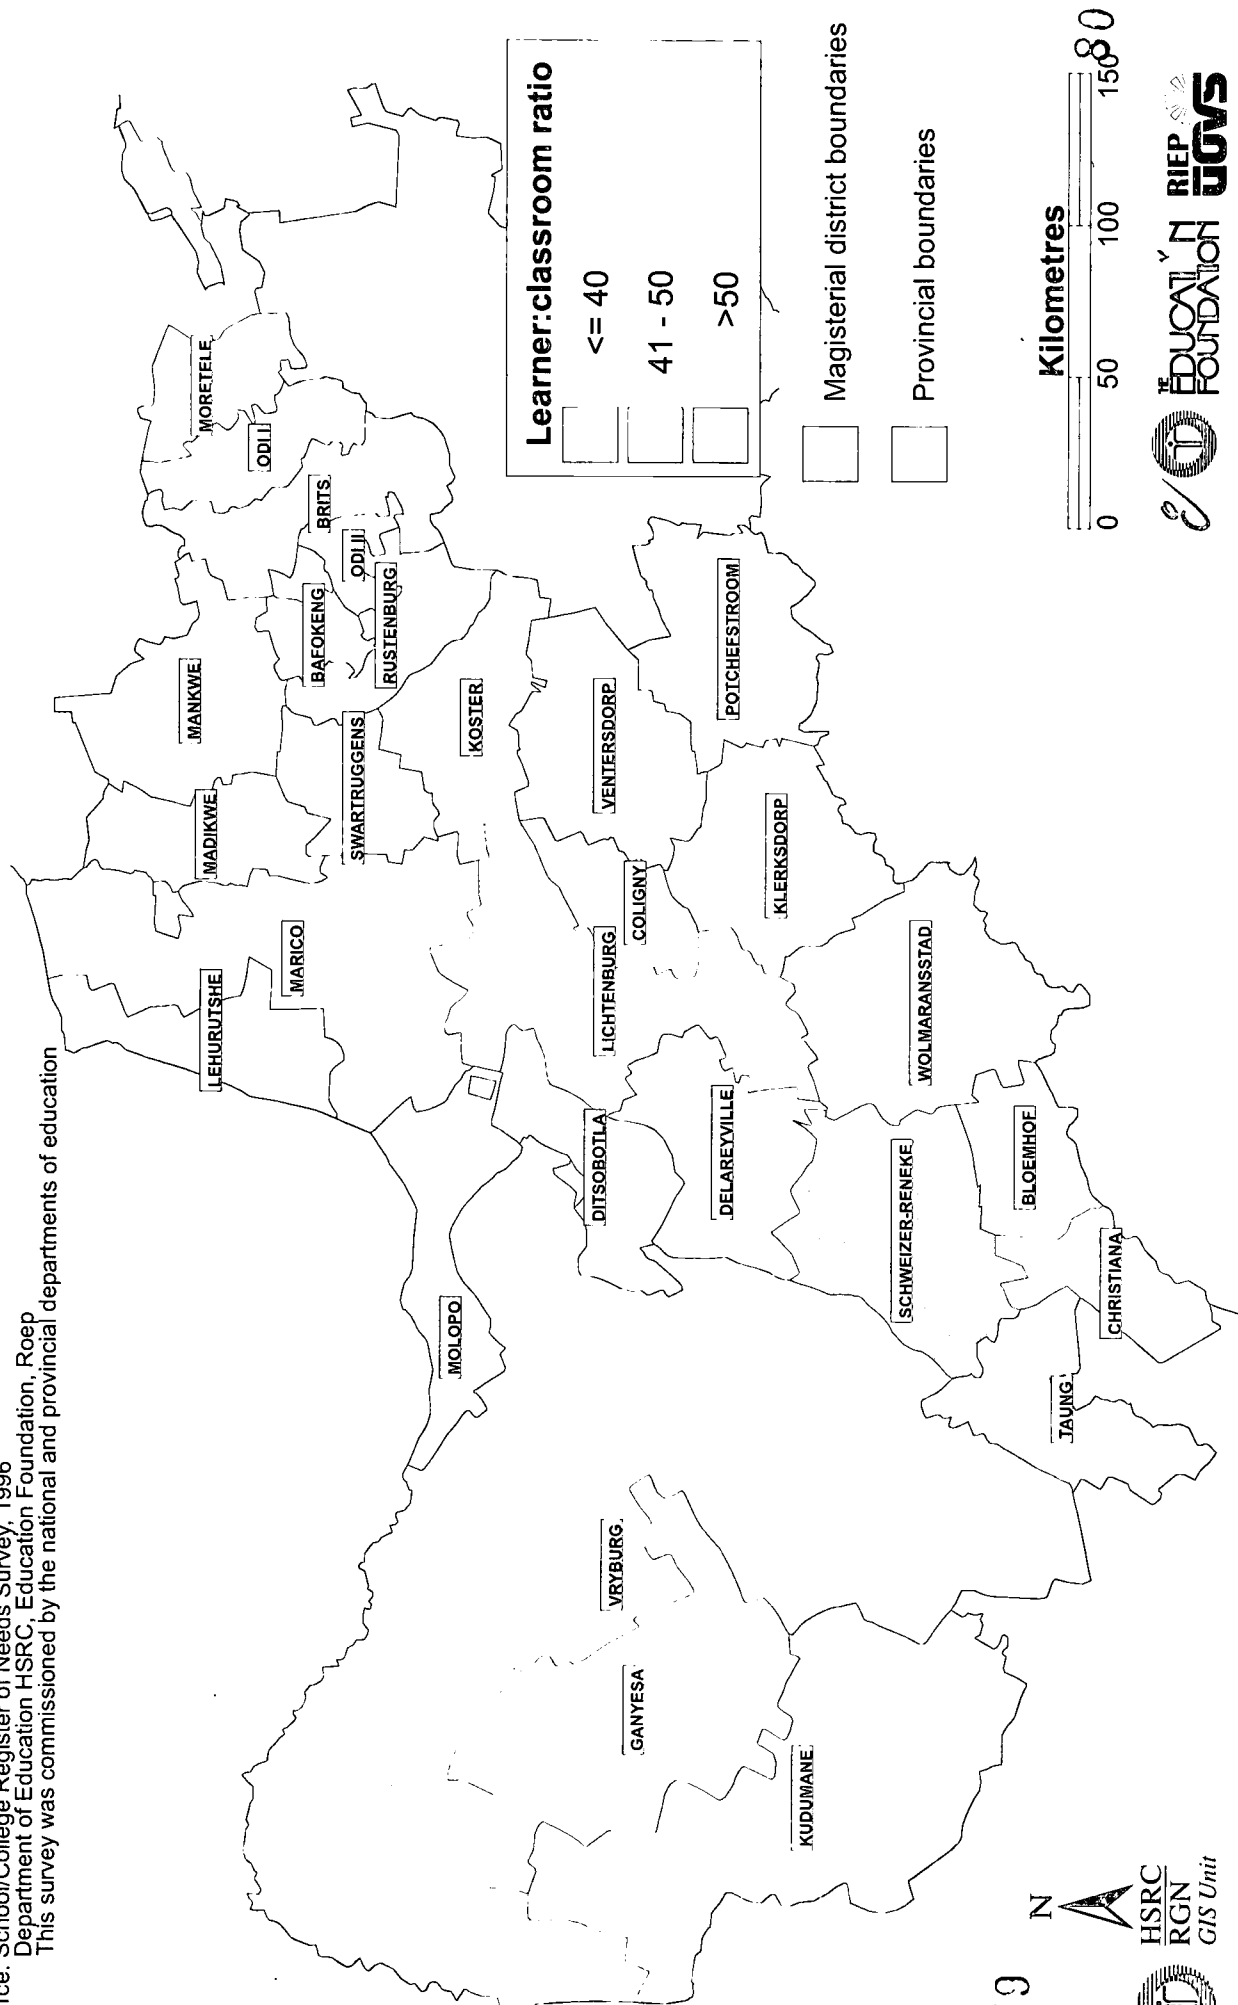 School/College Register of Needs Survey, 1996
Department of Education HSRC, Education Foundation, Roep
This survey was commissioned by the national and provincial departments of education
MORETELE
ODI I
BRITS
ODI II
MANKWE
BAFOKENG
RUSTENBURG
MADIKWE
SWARTRUGGENS
KOSTER
VENTERSDORP
POTCHEFSTROOM
LEHURUTSHE
MARICO
LICHTENBURG
COLIGNY
KLERKSDORP
MOLOPO
DITSOBOTLA
DELAREYVILLE
WOLMARANSSTAD
SCHWEIZER-RENEKE
BLOEMHOF
CHRISTIANA
TAUNG
VRYBURG
GANYESA
KUDUMANE
Learner:classroom ratio
<= 40
41 - 50
>50
Magisterial district boundaries
Provincial boundaries
Kilometres
0 50 100 150
80
N
HSRC
RGN
GIS Unit
THE
FOUNDATION
RIEP
UOVS
9